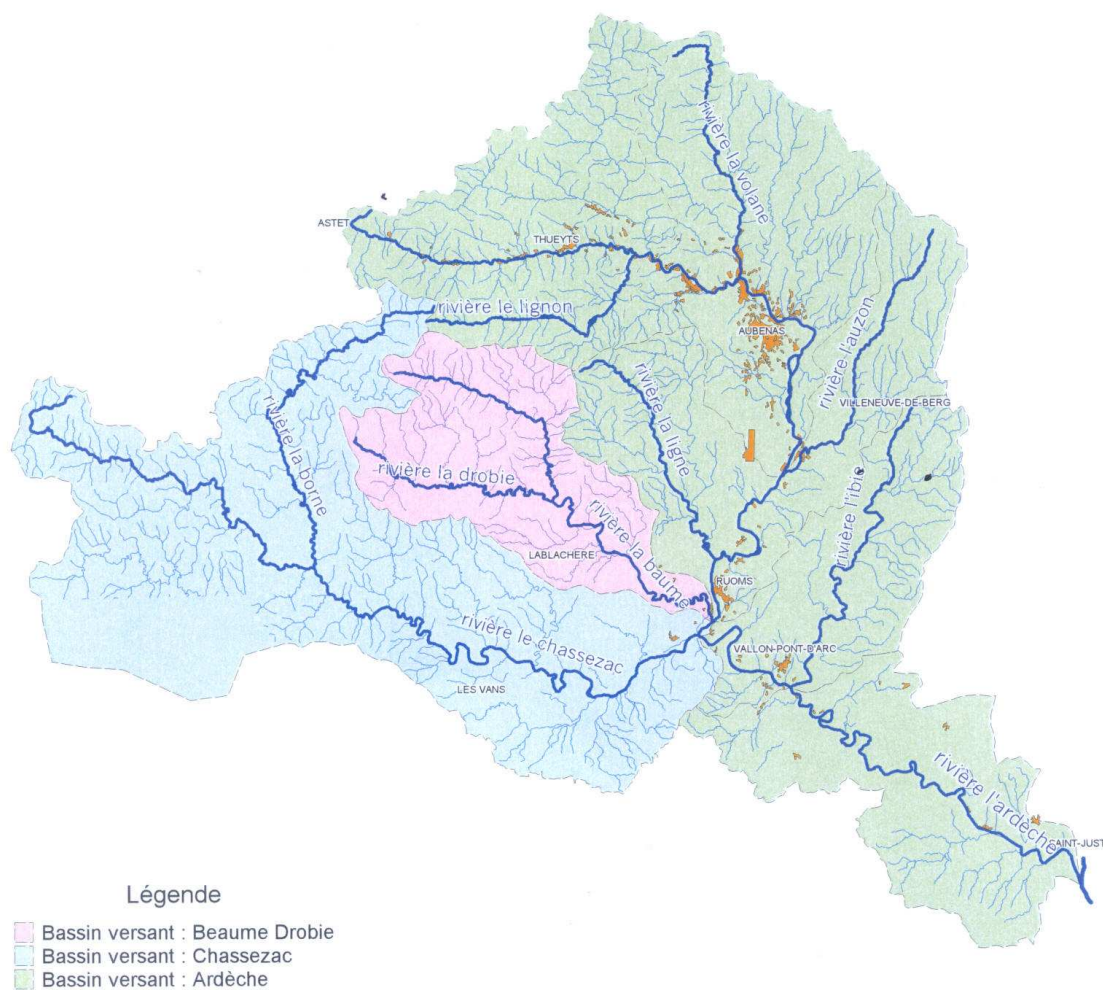 rivière la volane
ASTET
THUEYTS
rivière le lignon
AUBENAS
rivière l'auzon
rivière la ligne
VILLENEUVE-DE-BERG
rivière la borne
rivière la drobie
rivière l'ibie
rivière la baume
LABLACHERE
RUOMS
rivière le chassezac
VALLON-PONT-D'ARC
LES VANS
rivière l'ardèche
SAINT-JUST
Légende
Bassin versant : Beaume Drobie
Bassin versant : Chassezac
Bassin versant : Ardèche